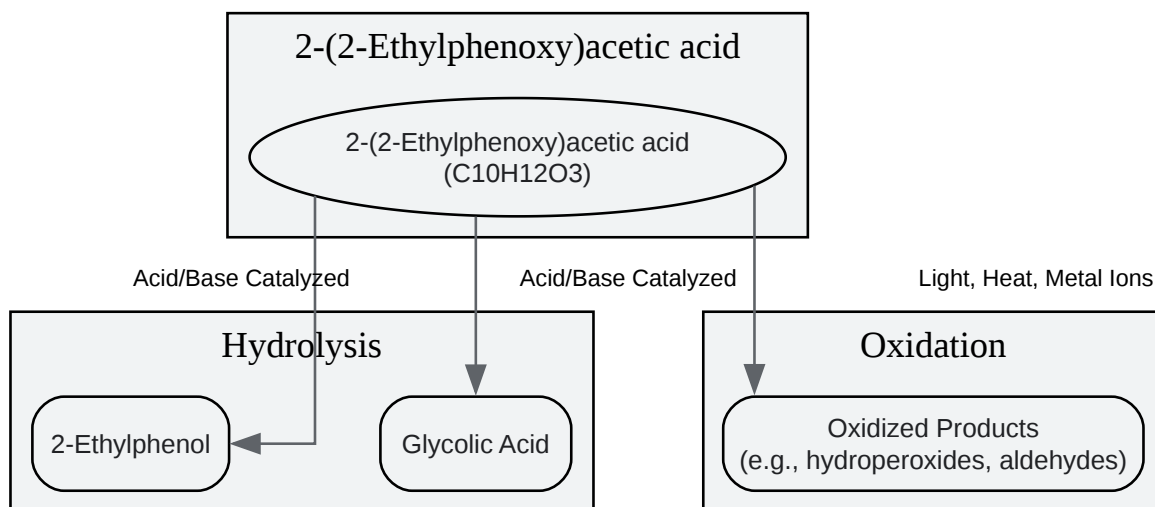 2-(2-Ethylphenoxy)acetic acid
2-(2-Ethylphenoxy)acetic acid
(C10H12O3)
Acid/Base Catalyzed
Acid/Base Catalyzed
Light, Heat, Metal Ions
Hydrolysis
Oxidation
2-Ethylphenol
Glycolic Acid
Oxidized Products
(e.g., hydroperoxides, aldehydes)